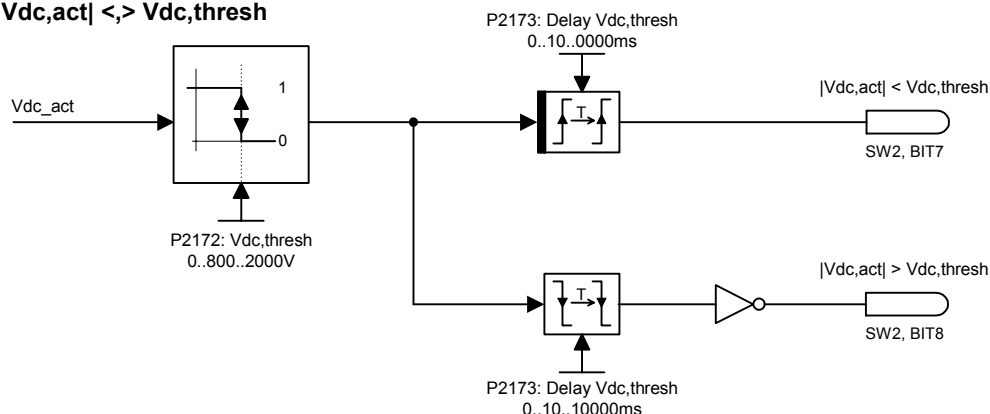 Vdc,act| <,> Vdc,thresh
P2173: Delay Vdc,thresh
0..10..0000ms
|Vdc,act| < Vdc,thresh
1
Vdc_act
T
0
SW2, BIT7
P2172: Vdc,thresh
0..800..2000V
|Vdc,act| > Vdc,thresh
T
SW2, BIT8
P2173: Delay Vdc,thresh
0..10..10000ms